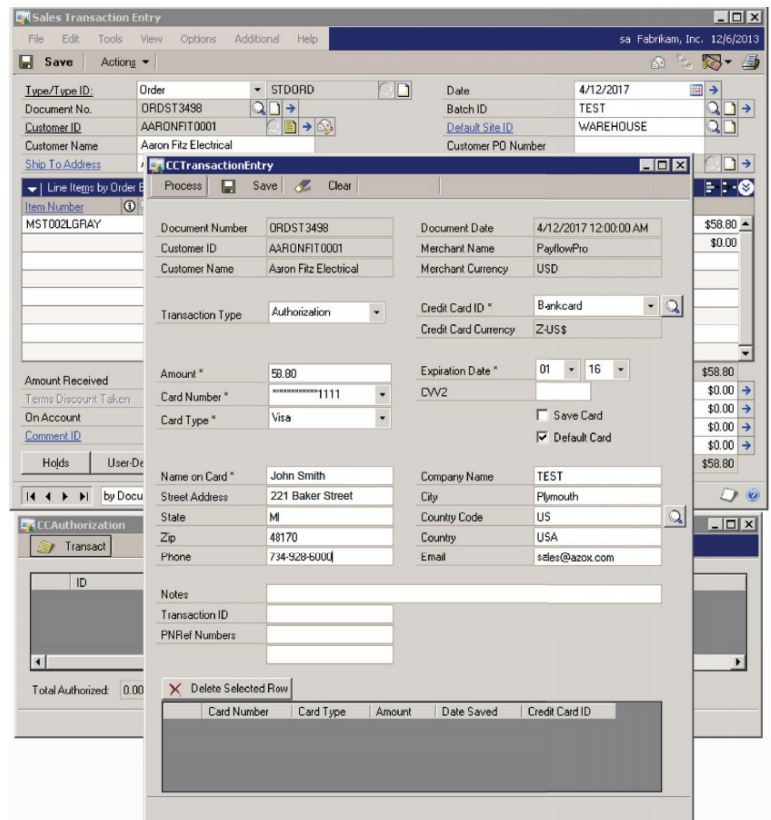 Sales Transaction Entry
File Edit Tools View Options Additional Help sa Fabrikam, Inc. 12/6/2013
Save Actions
Type/Type ID: Order STDORD Date 4/12/2017
Document No. ORDST3498 Batch ID TEST
Customer ID AARONFIT0001 Default Site ID WAREHOUSE
Customer Name Aaron Fitz Electrical Customer PO Number
Ship To Address
CCTransactionEntry
Line Items by Order
Process Save Clear
Item Number
MST002LGRAY $58.80
$0.00
Document Number ORDST3498 Document Date 4/12/2017 12:00:00 AM
Customer ID AARONFIT0001 Merchant Name PayflowPro
Customer Name Aaron Fitz Electrical Merchant Currency USD
Transaction Type Authorization Credit Card ID * Bankcard
Credit Card Currency Z-US$
Amount Received $58.80
Amount * 58.80 Expiration Date * 01 16
Terms Discount Taken $0.00
Card Number * ************1111 CVV2
On Account $0.00
Card Type * Visa Save Card
Comment ID $0.00
Default Card
$0.00
Holds User-De $58.80
Name on Card * John Smith Company Name TEST
by Docu
Street Address 221 Baker Street City Plymouth
State MI Country Code US
CCAuthorization
Zip 48170 Country USA
Transact
Phone 734-928-6000 Email sales@azox.com
ID
Notes
Transaction ID
PNRef Numbers
Total Authorized: 0.00
Delete Selected Row
Card Number Card Type Amount Date Saved Credit Card ID